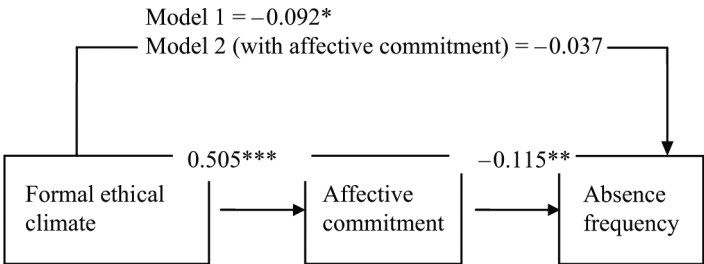 Model 1 = –0.092*
Model 2 (with affective commitment) = –0.037
0.505***
–0.115**
Formal ethical
climate
Affective
commitment
Absence
frequency